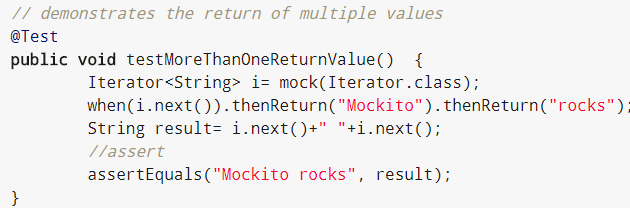 // demonstrates the return of multiple values
@Test
public void testMoreThanOneReturnValue()  {
        Iterator<String> i= mock(Iterator.class);
        when(i.next()).thenReturn("Mockito").thenReturn("rocks");
        String result= i.next()+" "+i.next();
        //assert
        assertEquals("Mockito rocks", result);
}